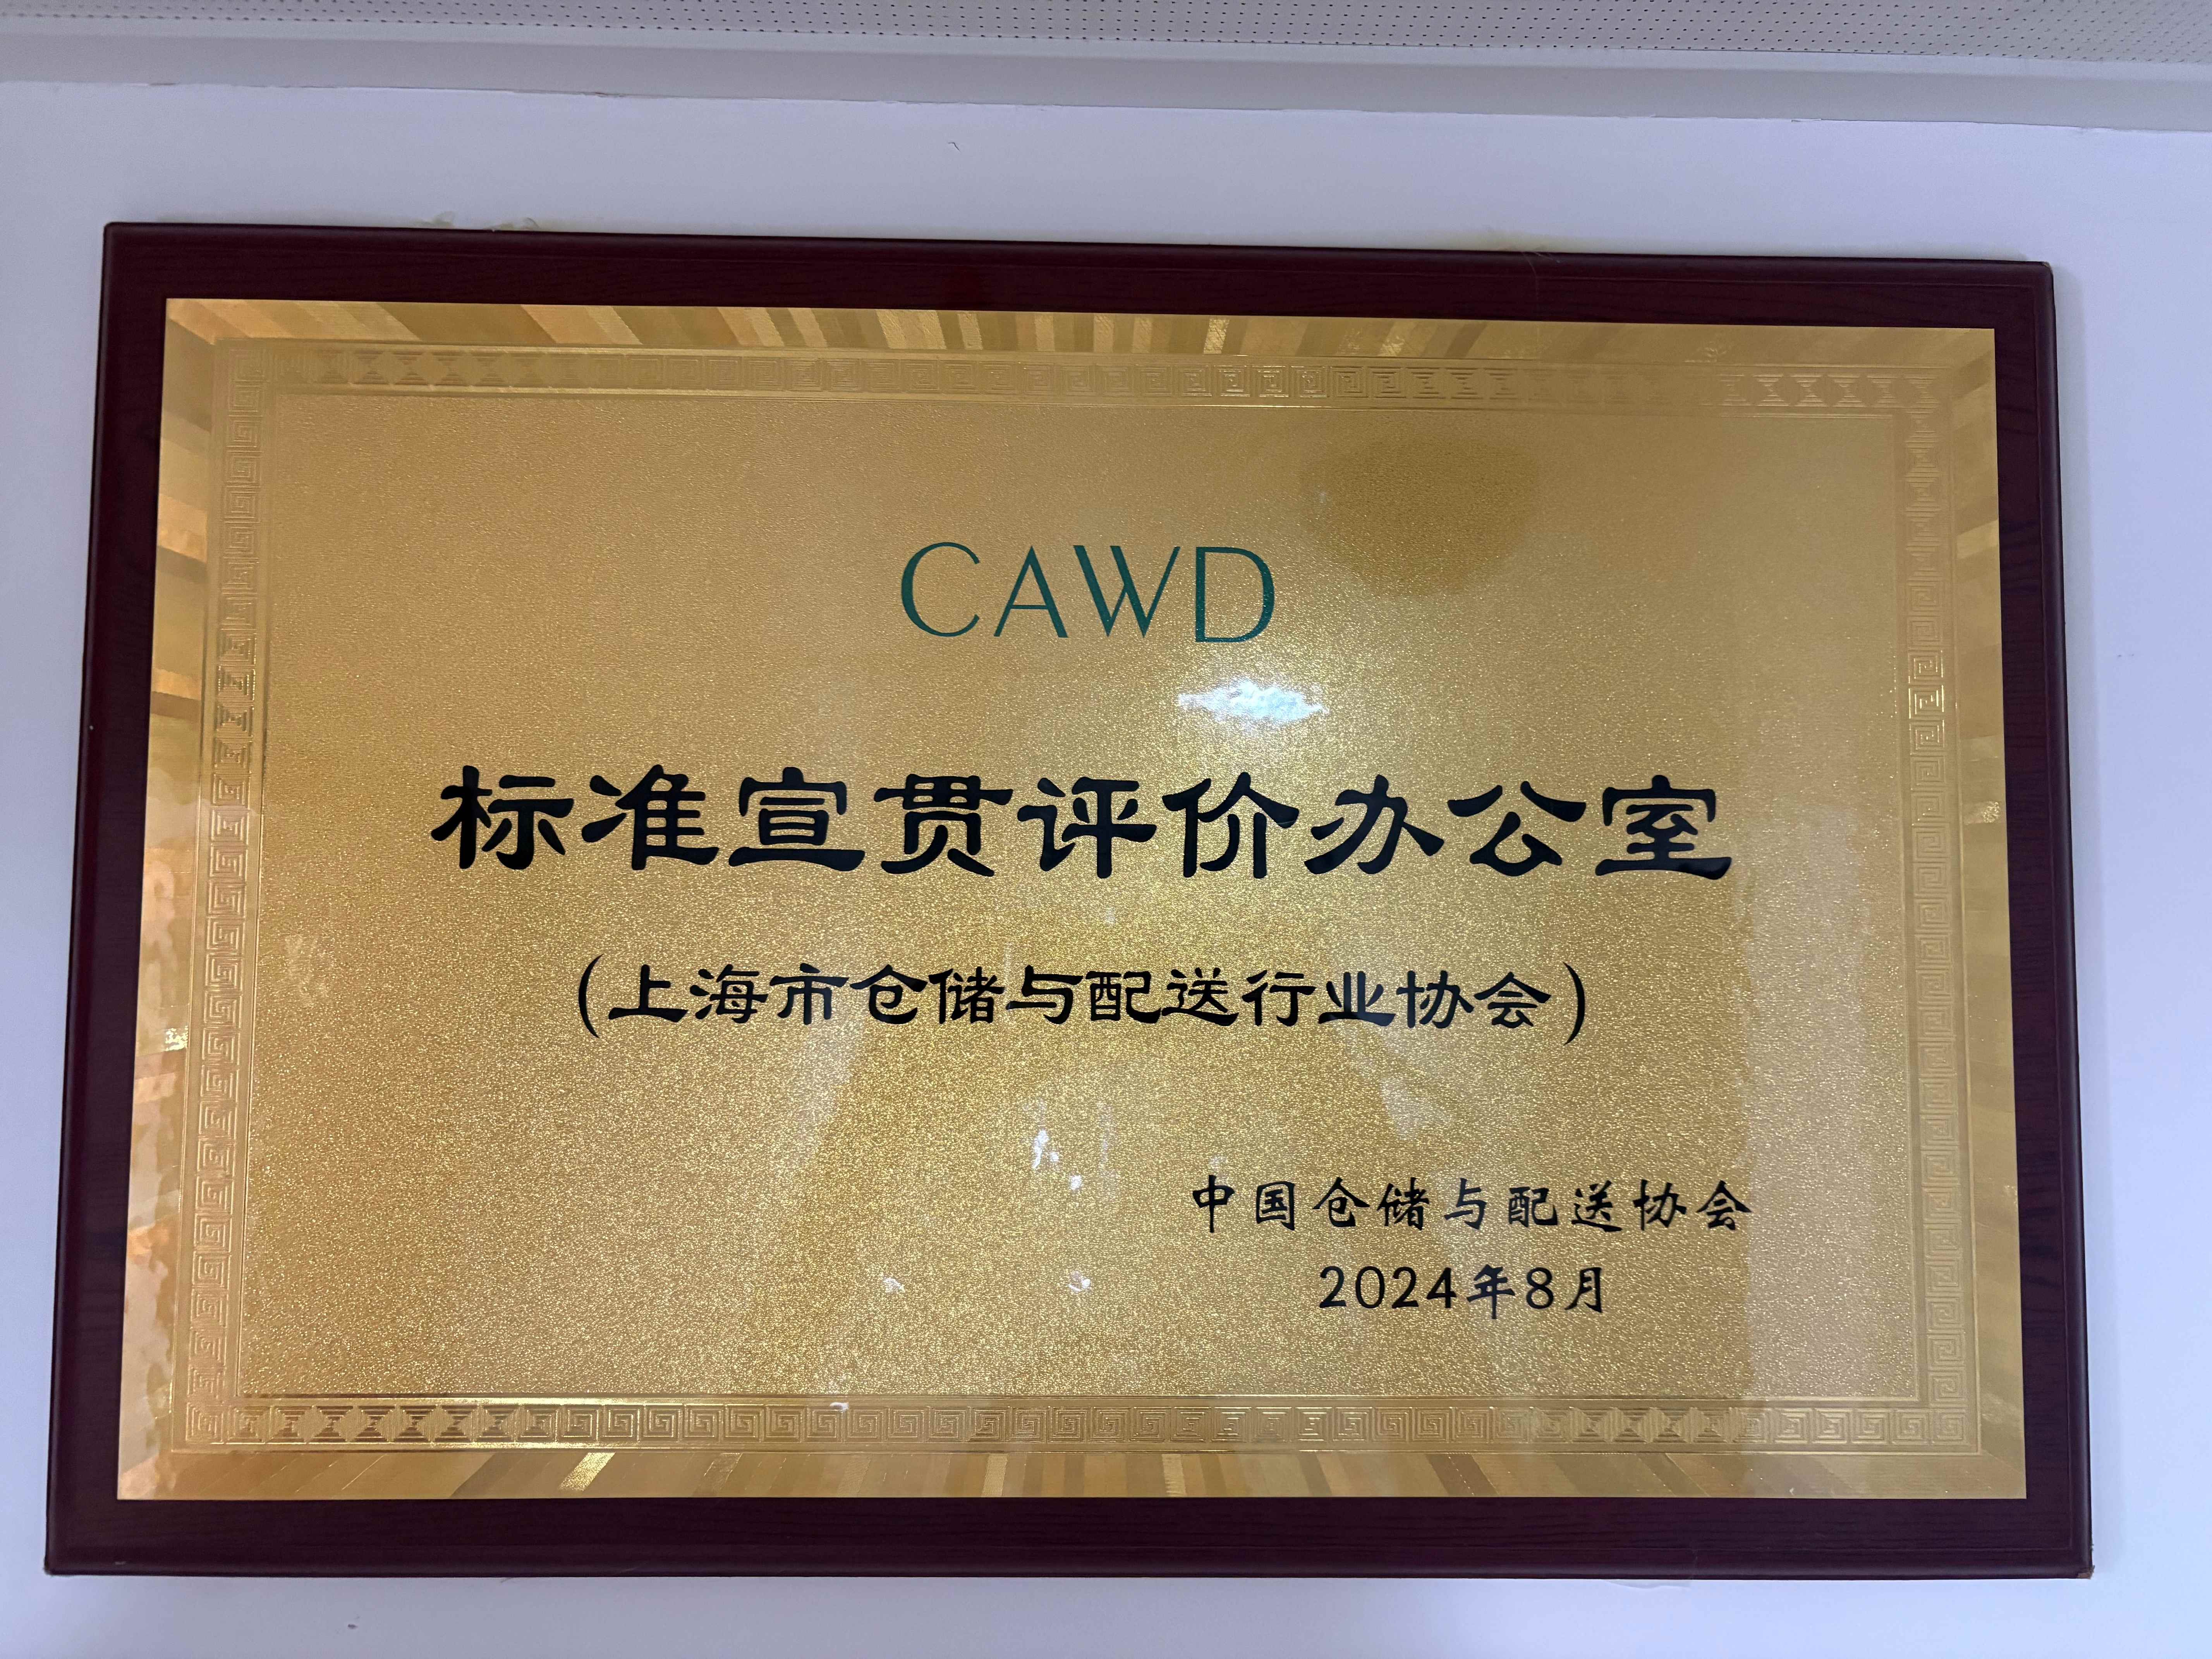 CAWD
标准宣贯评价办公室
(上海市仓储与配送行业协会)
中国仓储与配送协会
2024年8月